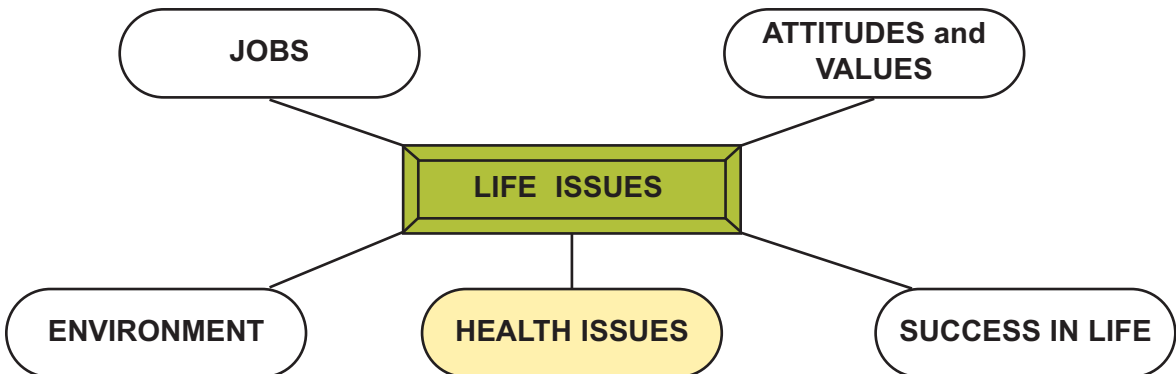 JOBS
ATTITUDES and
VALUES
LIFE ISSUES
ENVIRONMENT
HEALTH ISSUES
SUCCESS IN LIFE